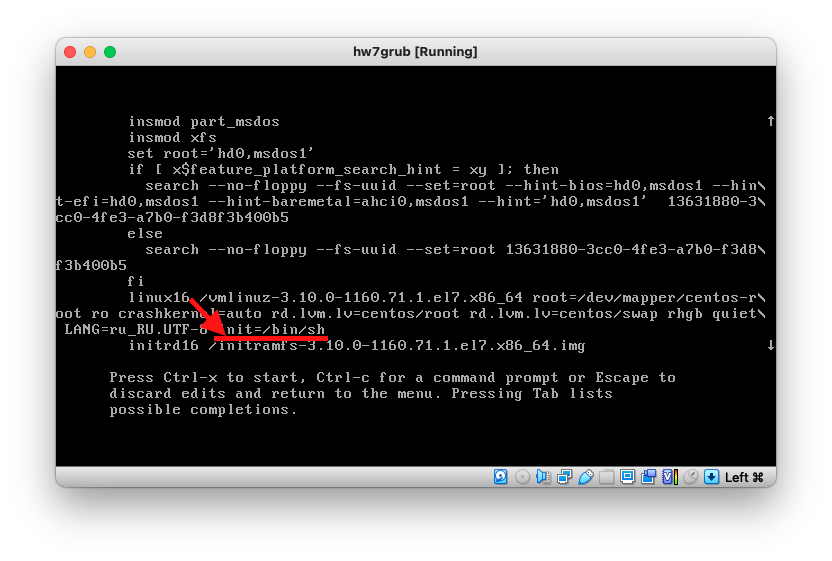 hw7grub [Running]
insmod part_msdos
insmod xfs
set root='hd0,msdos1'
if [ x$feature_platform_search_hint = xy ]; then
search --no-floppy --fs-uuid --set=root --hint-bios=hd0,msdos1 --hin\
t-efi=hd0,msdos1 --hint-baremetal=ahci0,msdos1 --hint='hd0,msdos1'  13631880-3\
cc0-4fe3-a7b0-f3d8f3b400b5
else
search --no-floppy --fs-uuid --set=root 13631880-3cc0-4fe3-a7b0-f3d8\
f3b400b5
fi
linux16 /vmlinuz-3.10.0-1160.71.1.el7.x86_64 root=/dev/mapper/centos-r\
oot ro crashkernel=auto rd.lvm.lv=centos/root rd.lvm.lv=centos/swap rhgb quiet\
LANG=ru_RU.UTF-8 init=/bin/sh
initrd16 /initramfs-3.10.0-1160.71.1.el7.x86_64.img
Press Ctrl-x to start, Ctrl-c for a command prompt or Escape to
discard edits and return to the menu. Pressing Tab lists
possible completions.
Left ⌘